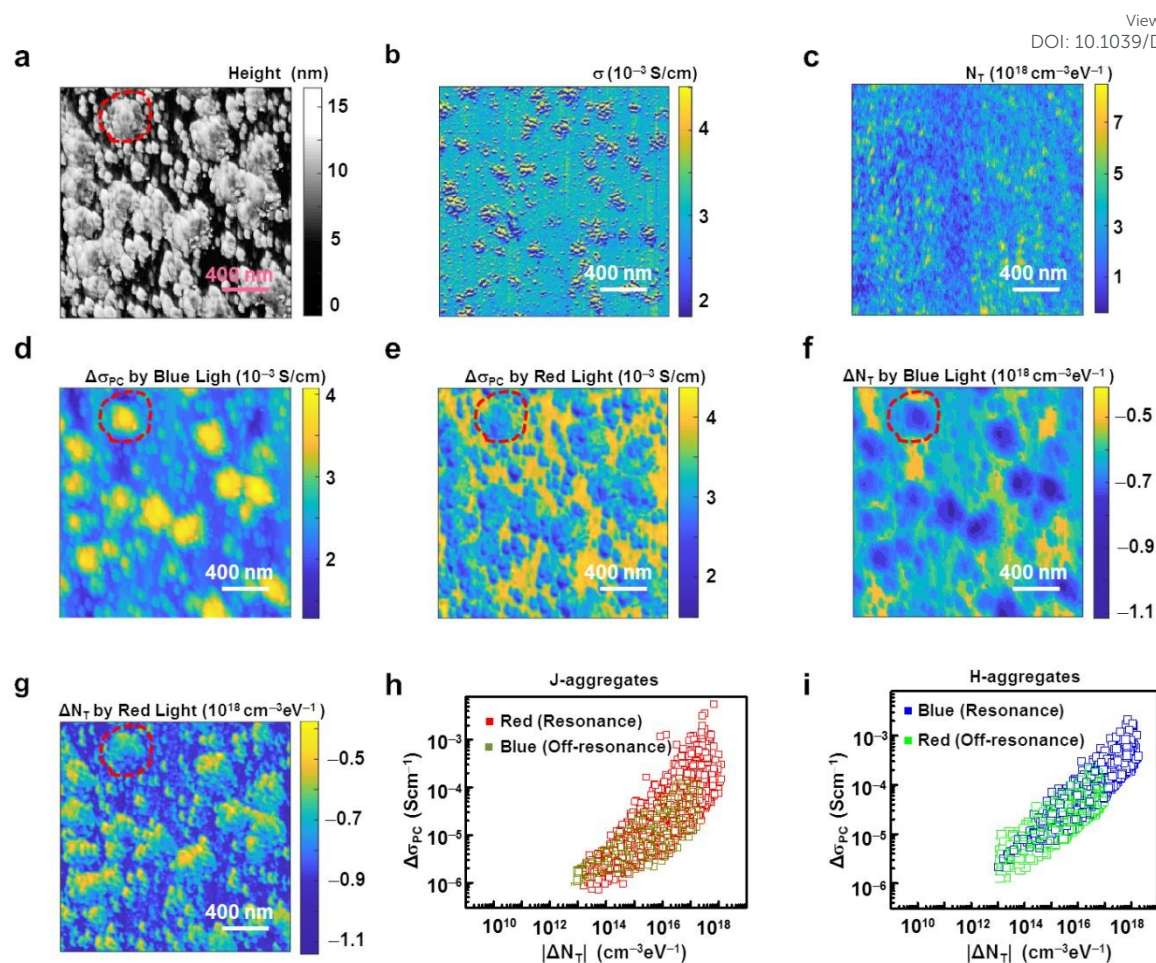 View
DOI: 10.1039/D
a
Height (nm)
15
10
5
0
400 nm
b
σ (10⁻³ S/cm)
4
3
2
400 nm
c
N_T (10¹⁸ cm⁻³eV⁻¹)
7
5
3
1
400 nm
d
Δσ_PC by Blue Ligh (10⁻³ S/cm)
4
3
2
400 nm
e
Δσ_PC by Red Light (10⁻³ S/cm)
4
3
2
400 nm
f
ΔN_T by Blue Light (10¹⁸ cm⁻³eV⁻¹)
−0.5
−0.7
−0.9
−1.1
400 nm
g
ΔN_T by Red Light (10¹⁸ cm⁻³eV⁻¹)
−0.5
−0.7
−0.9
−1.1
400 nm
h
J-aggregates
Red (Resonance)
Blue (Off-resonance)
Δσ_PC (Scm⁻¹)
10⁻³
10⁻⁴
10⁻⁵
10⁻⁶
10¹⁰ 10¹² 10¹⁴ 10¹⁶ 10¹⁸
|ΔN_T| (cm⁻³eV⁻¹)
i
H-aggregates
Blue (Resonance)
Red (Off-resonance)
Δσ_PC (Scm⁻¹)
10⁻³
10⁻⁴
10⁻⁵
10⁻⁶
10¹⁰ 10¹² 10¹⁴ 10¹⁶ 10¹⁸
|ΔN_T| (cm⁻³eV⁻¹)